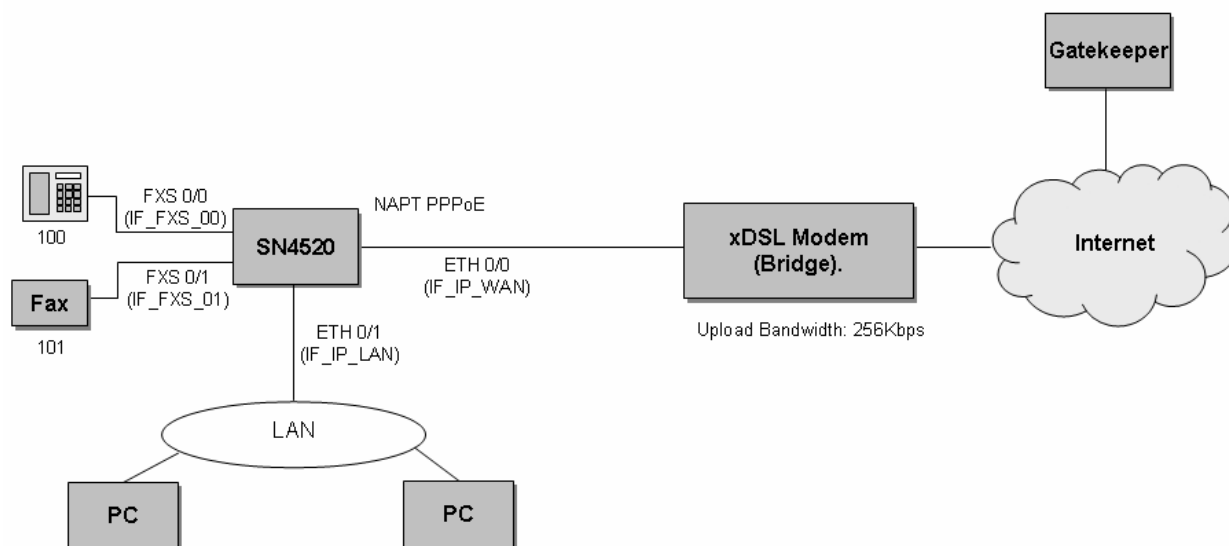 Gatekeeper
FXS 0/0
(IF_FXS_00)
100
NAPT PPPoE
SN4520
xDSL Modem
(Bridge).
Internet
ETH 0/0
(IF_IP_WAN)
FXS 0/1
(IF_FXS_01)
Fax
101
ETH 0/1
(IF_IP_LAN)
Upload Bandwidth: 256Kbps
LAN
PC
PC